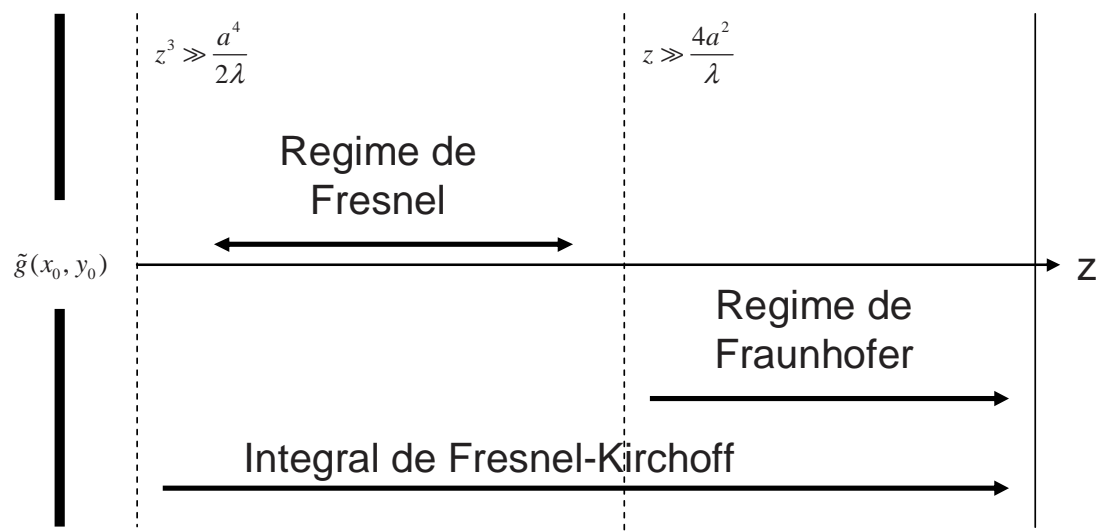 z³ ≫ a⁴/2λ
z ≫ 4a²/λ
Regime de
Fresnel
g̃(x₀, y₀)
z
Regime de
Fraunhofer
Integral de Fresnel-Kirchoff